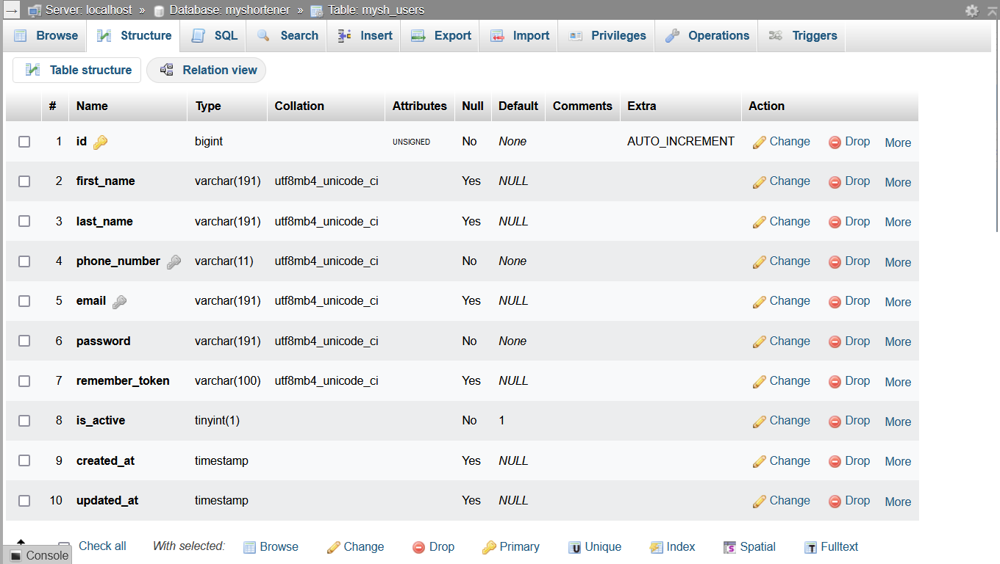 Server: localhost » Database: myshortener » Table: mysh_users
Browse Structure SQL Search Insert Export Import Privileges Operations Triggers
Table structure Relation view
# Name Type Collation Attributes Null Default Comments Extra Action
1 id bigint UNSIGNED No None AUTO_INCREMENT Change Drop More
2 first_name varchar(191) utf8mb4_unicode_ci Yes NULL Change Drop More
3 last_name varchar(191) utf8mb4_unicode_ci Yes NULL Change Drop More
4 phone_number varchar(11) utf8mb4_unicode_ci No None Change Drop More
5 email varchar(191) utf8mb4_unicode_ci Yes NULL Change Drop More
6 password varchar(191) utf8mb4_unicode_ci No None Change Drop More
7 remember_token varchar(100) utf8mb4_unicode_ci Yes NULL Change Drop More
8 is_active tinyint(1) No 1 Change Drop More
9 created_at timestamp Yes NULL Change Drop More
10 updated_at timestamp Yes NULL Change Drop More
Check all With selected: Browse Change Drop Primary Unique Index Spatial Fulltext
Console